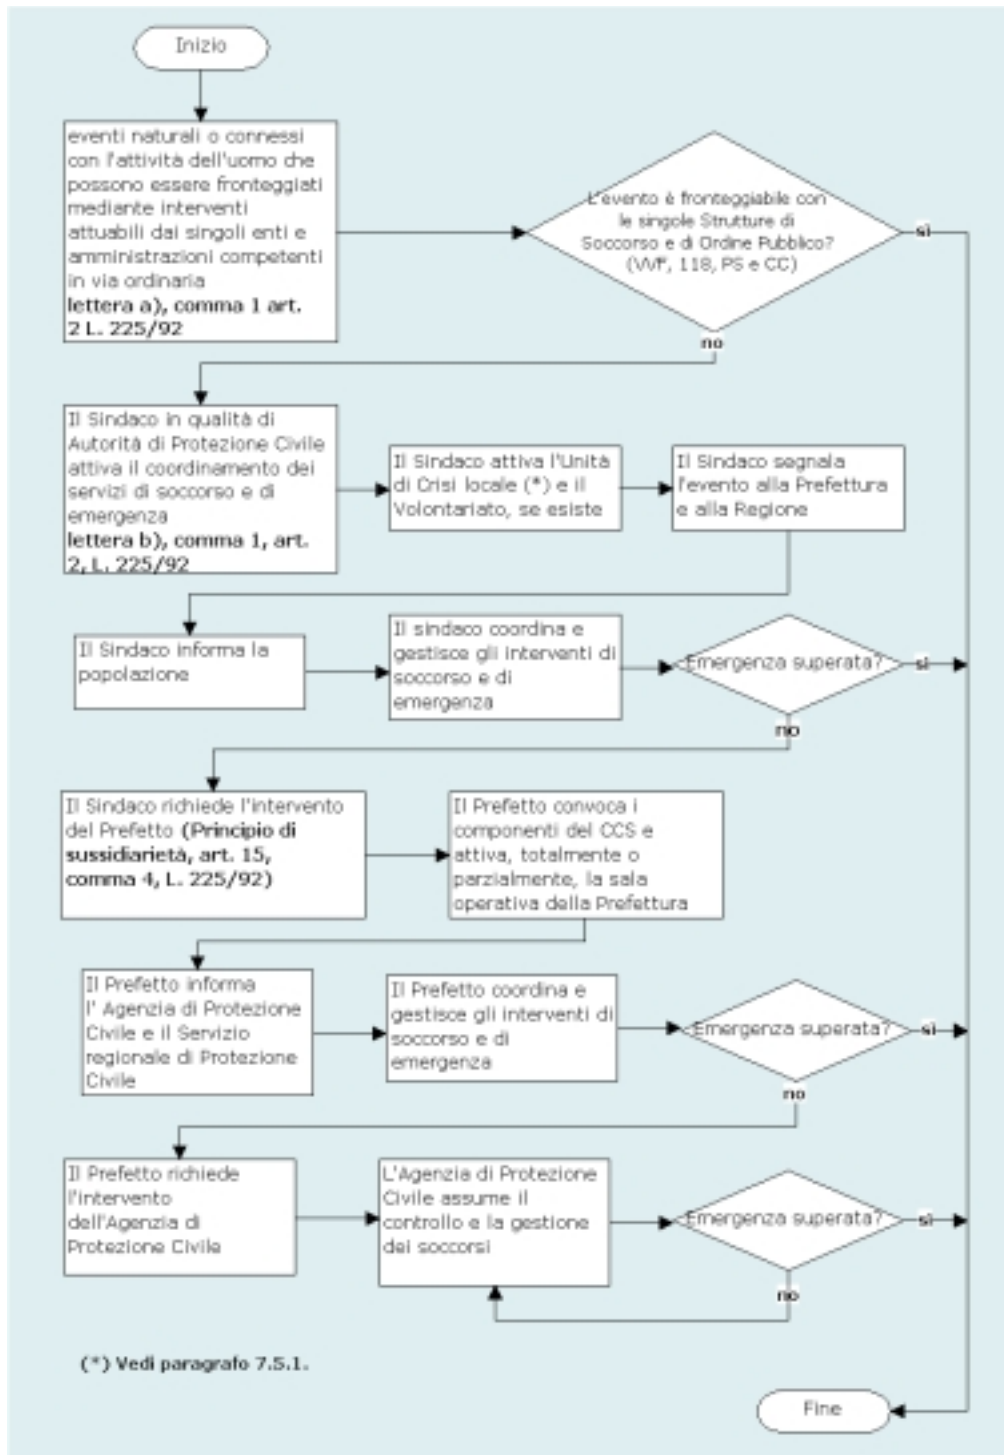 Inizio
eventi naturali o connessi
con l'attività dell'uomo che
possono essere fronteggiati
mediante interventi
attuabili dai singoli enti e
amministrazioni competenti
in via ordinaria
lettera a), comma 1 art.
2 L. 225/92
L'evento è fronteggiabile con
le singole Strutture di
Soccorso e di Ordine Pubblico?
(VVF, 118, PS e CC)
sì
no
Il Sindaco in qualità di
Autorità di Protezione Civile
attiva il coordinamento dei
servizi di soccorso e di
emergenza
lettera b), comma 1, art.
2, L. 225/92
Il Sindaco attiva l'Unità
di Crisi locale (*) e il
Volontariato, se esiste
Il Sindaco segnala
l'evento alla Prefettura
e alla Regione
Il Sindaco informa la
popolazione
Il sindaco coordina e
gestisce gli interventi di
soccorso e di
emergenza
Emergenza superata?
sì
no
Il Sindaco richiede l'intervento
del Prefetto (Principio di
sussidiarietà, art. 15,
comma 4, L. 225/92)
Il Prefetto convoca i
componenti del CCS e
attiva, totalmente o
parzialmente, la sala
operativa della Prefettura
Il Prefetto informa
l' Agenzia di Protezione
Civile e il Servizio
regionale di Protezione
Civile
Il Prefetto coordina e
gestisce gli interventi di
soccorso e di
emergenza
Emergenza superata?
sì
no
Il Prefetto richiede
l'intervento
dell'Agenzia di
Protezione Civile
L'Agenzia di Protezione
Civile assume il
controllo e la gestione
dei soccorsi
Emergenza superata?
sì
no
(*) Vedi paragrafo 7.5.1.
Fine